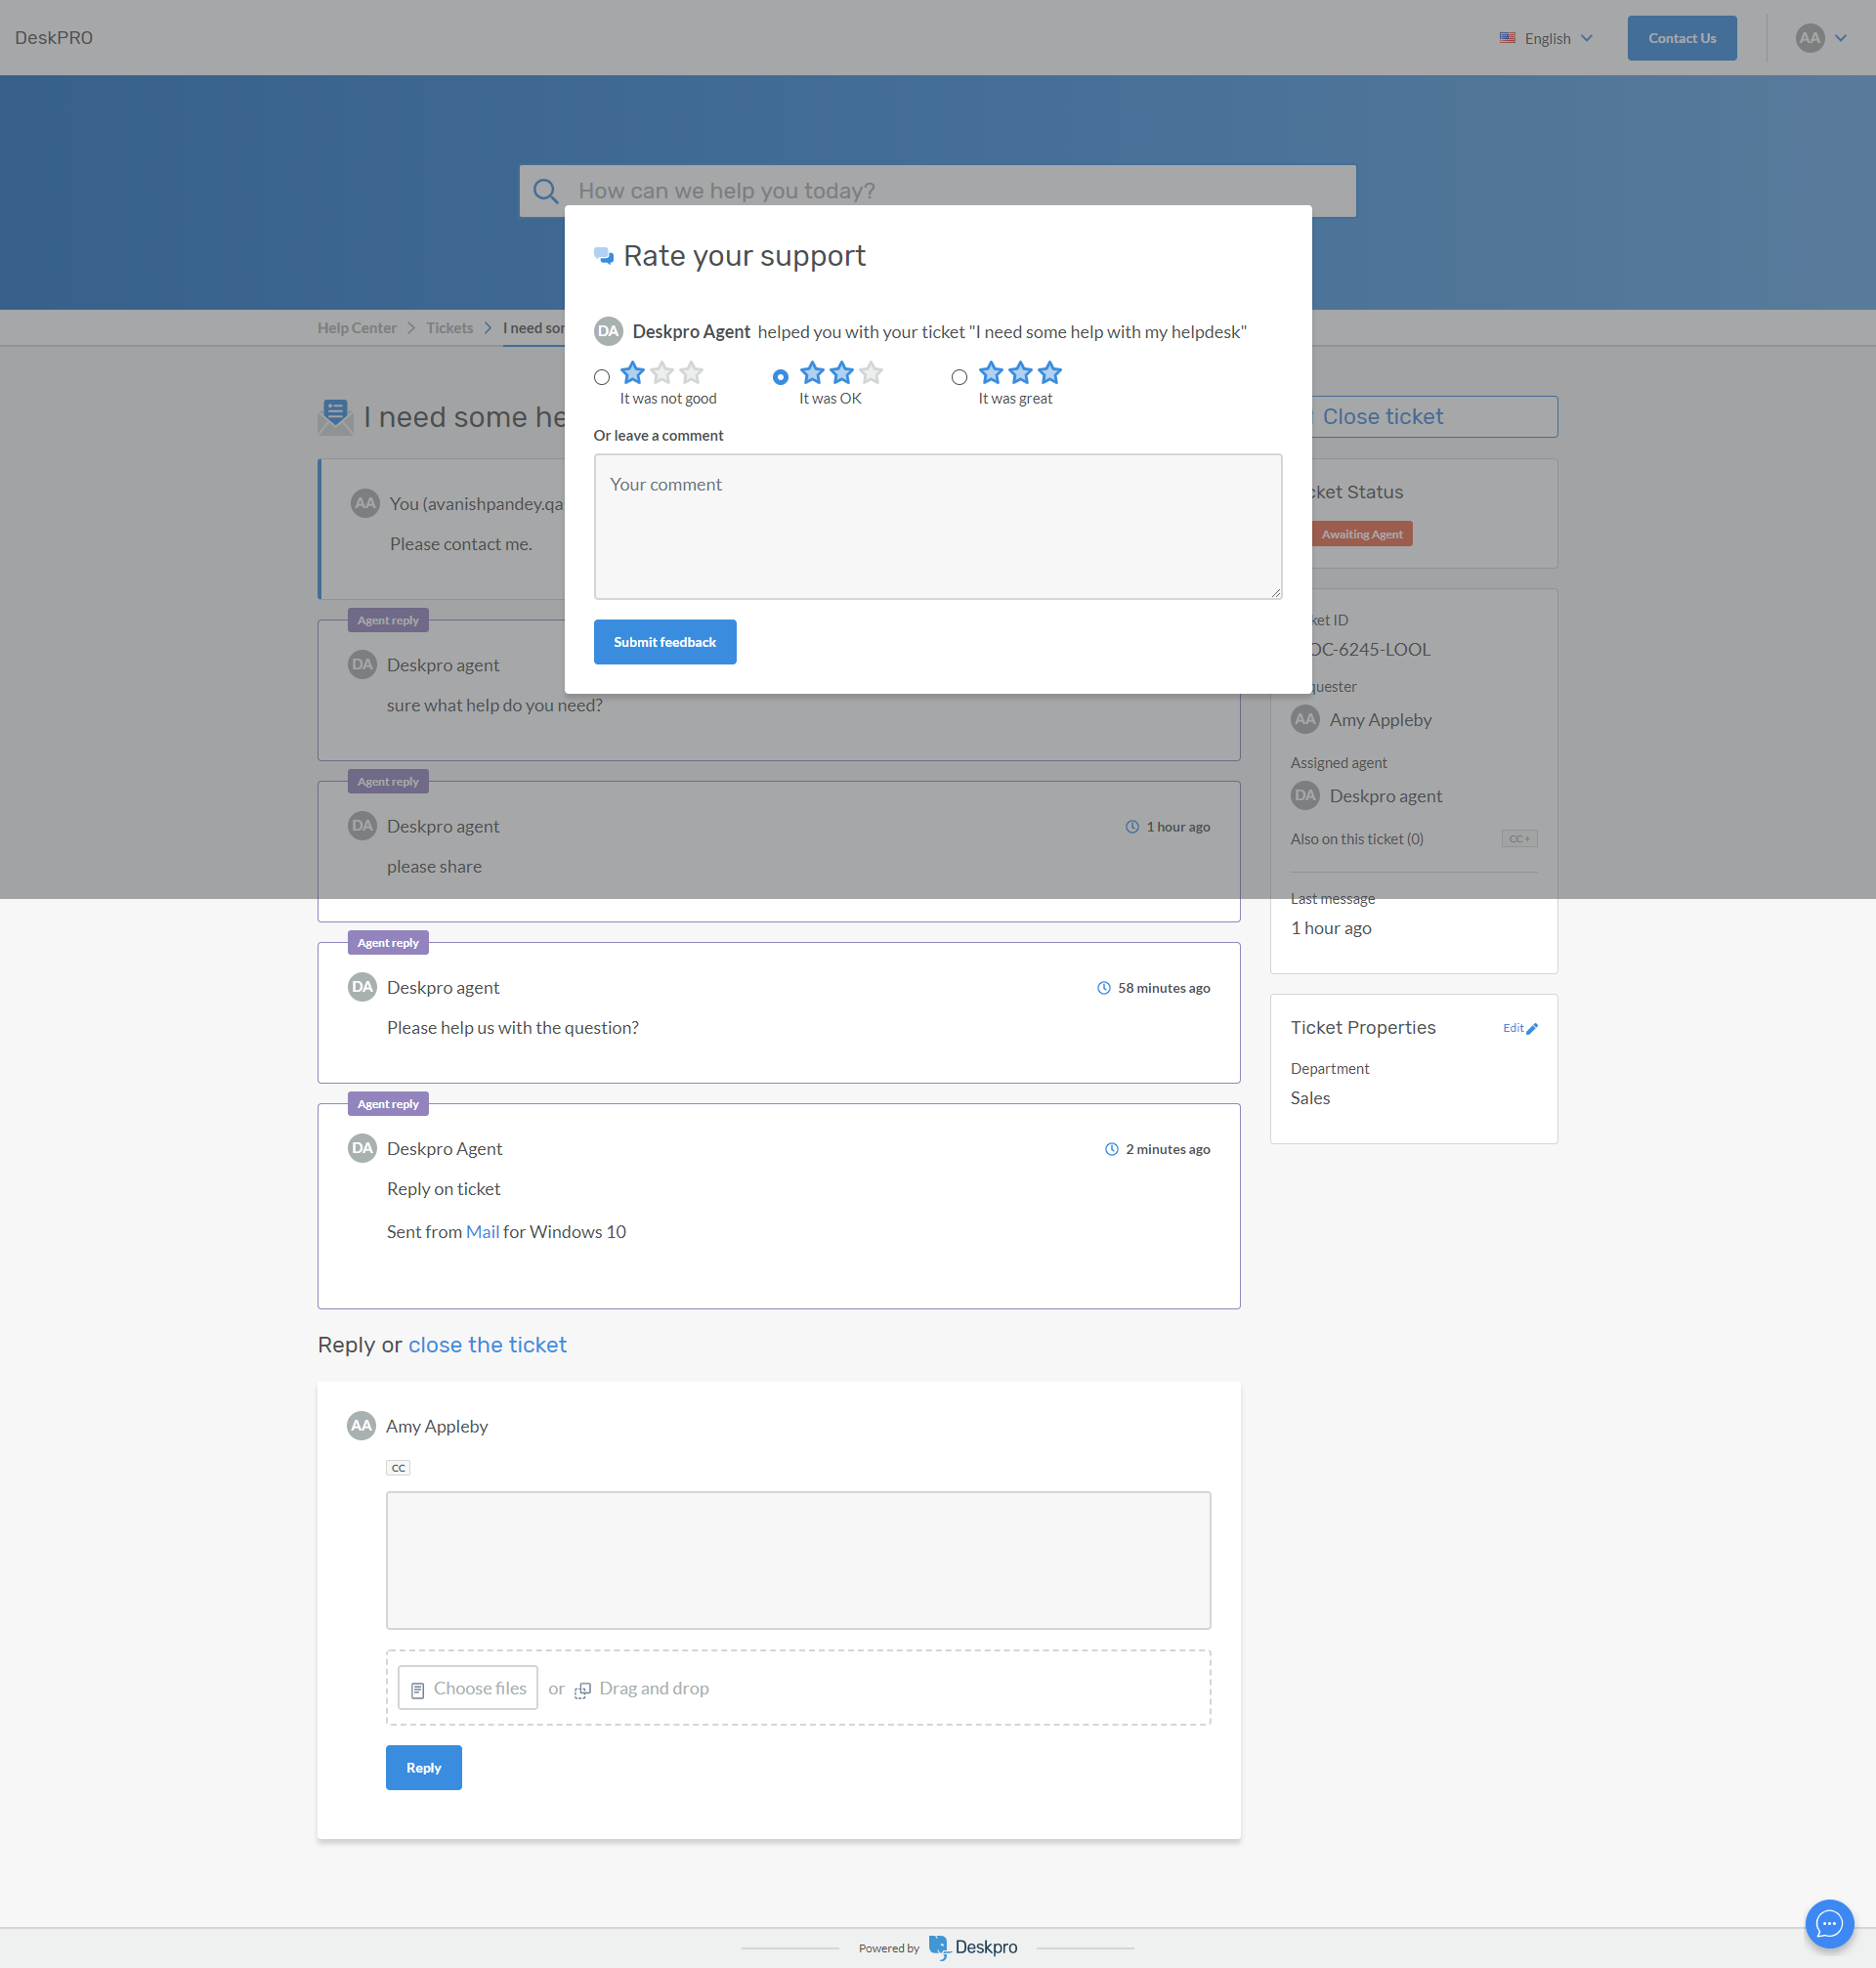 DeskPRO
English
Contact Us
AA
How can we help you today?
Rate your support
Help Center
Tickets
I need
DA Deskpro Agent helped you with your ticket "I need some help with my helpdesk"
It was not good
It was OK
It was great
Or leave a comment
Your comment
Submit feedback
I need some
Close ticket
AA You (avanishpandey.qa
Please contact me.
Awaiting Agent
Agent reply
DA Deskpro agent
sure what help do you need?
Agent reply
DA Deskpro agent
1 hour ago
please share
ID
-6245-LOOL
AA Amy Appleby
Assigned agent
DA Deskpro agent
Also on this ticket (0)
CC +
Last message
1 hour ago
Agent reply
DA Deskpro agent
58 minutes ago
Please help us with the question?
Ticket Properties
Edit
Department
Sales
Agent reply
DA Deskpro Agent
2 minutes ago
Reply on ticket
Sent from Mail for Windows 10
Reply or close the ticket
AA Amy Appleby
CC
Choose files or Drag and drop
Reply
Powered by Deskpro